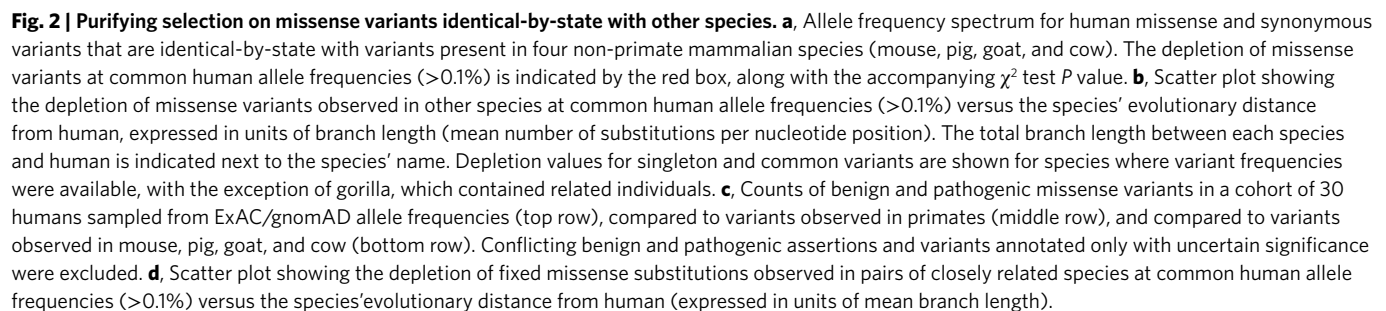 Fig. 2 | Purifying selection on missense variants identical-by-state with other species. a, Allele frequency spectrum for human missense and synonymous
variants that are identical-by-state with variants present in four non-primate mammalian species (mouse, pig, goat, and cow). The depletion of missense
variants at common human allele frequencies (>0.1%) is indicated by the red box, along with the accompanying χ² test P value. b, Scatter plot showing
the depletion of missense variants observed in other species at common human allele frequencies (>0.1%) versus the species' evolutionary distance
from human, expressed in units of branch length (mean number of substitutions per nucleotide position). The total branch length between each species
and human is indicated next to the species' name. Depletion values for singleton and common variants are shown for species where variant frequencies
were available, with the exception of gorilla, which contained related individuals. c, Counts of benign and pathogenic missense variants in a cohort of 30
humans sampled from ExAC/gnomAD allele frequencies (top row), compared to variants observed in primates (middle row), and compared to variants
observed in mouse, pig, goat, and cow (bottom row). Conflicting benign and pathogenic assertions and variants annotated only with uncertain significance
were excluded. d, Scatter plot showing the depletion of fixed missense substitutions observed in pairs of closely related species at common human allele
frequencies (>0.1%) versus the species'evolutionary distance from human (expressed in units of mean branch length).